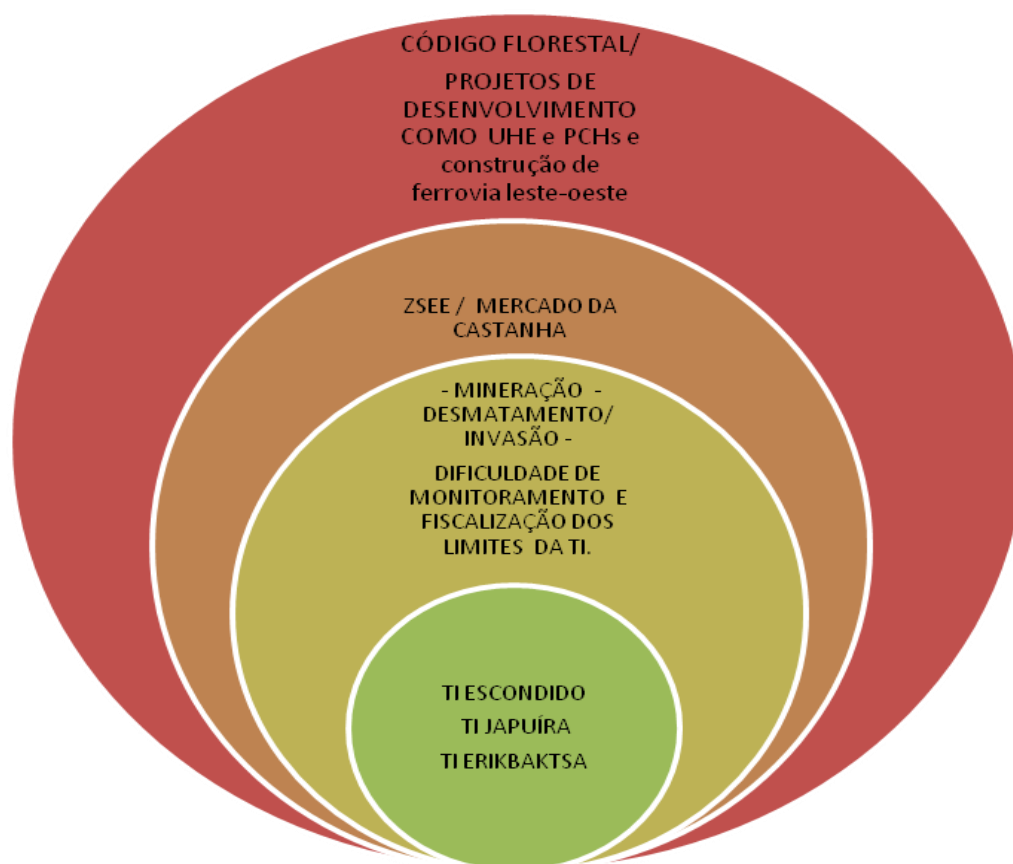 CÓDIGO FLORESTAL/
PROJETOS DE
DESENVOLVIMENTO
COMO UHE e PCHs e
construção de
ferrovia leste-oeste
ZSEE / MERCADO DA
CASTANHA
- MINERAÇÃO -
DESMATAMENTO/
INVASÃO -
DIFICULDADE DE
MONITORAMENTO E
FISCALIZAÇÃO DOS
LIMITES DA TI.
TI ESCONDIDO
TI JAPUÍRA
TI ERIKBAKTSA